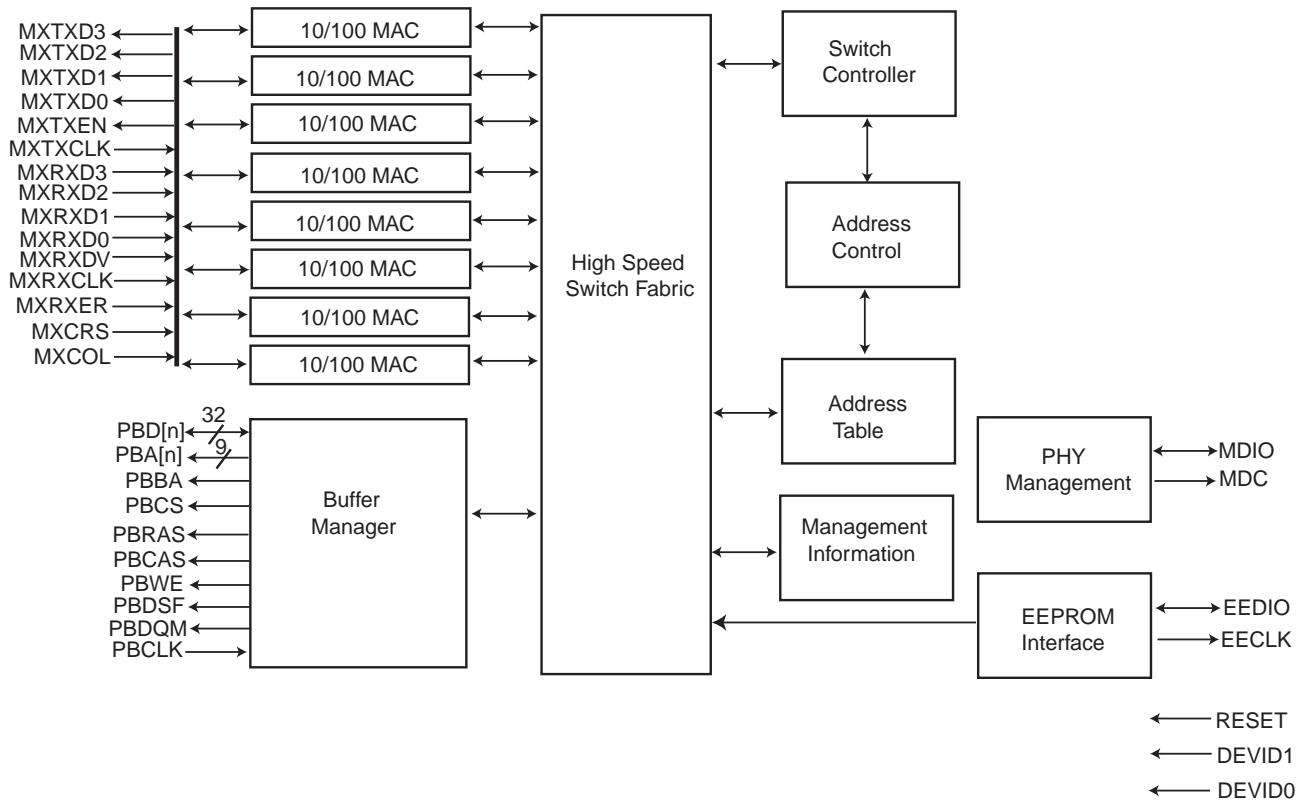 MXTXD3
MXTXD2
MXTXD1
MXTXD0
MXTXEN
MXTXCLK
MXRXD3
MXRXD2
MXRXD1
MXRXD0
MXRXDV
MXRXCLK
MXRXER
MXCRS
MXCOL
10/100 MAC
10/100 MAC
10/100 MAC
10/100 MAC
10/100 MAC
10/100 MAC
10/100 MAC
10/100 MAC
PBD[n]
32
PBA[n]
9
PBBA
PBCS
PBRAS
PBCAS
PBWE
PBDSF
PBDQM
PBCLK
Buffer
Manager
High Speed
Switch Fabric
Switch
Controller
Address
Control
Address
Table
Management
Information
PHY
Management
MDIO
MDC
EEPROM
Interface
EEDIO
EECLK
RESET
DEVID1
DEVID0